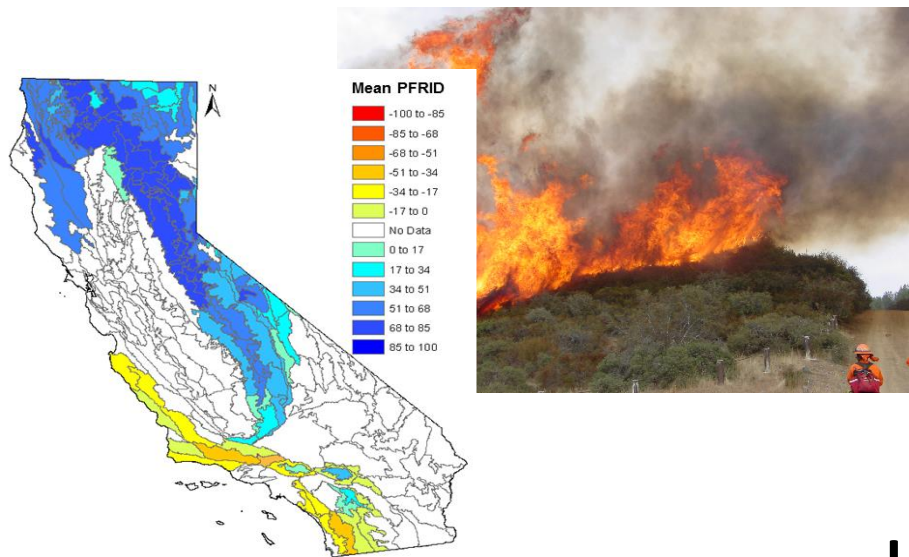 N
Mean PFRID
-100 to -85
-85 to -68
-68 to -51
-51 to -34
-34 to -17
-17 to 0
No Data
0 to 17
17 to 34
34 to 51
51 to 68
68 to 85
85 to 100